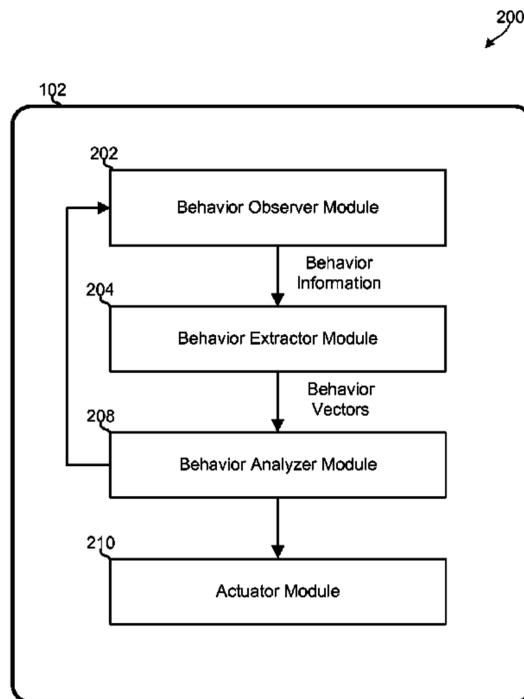 200
102
202
Behavior Observer Module
Behavior
Information
204
Behavior Extractor Module
Behavior
Vectors
208
Behavior Analyzer Module
210
Actuator Module